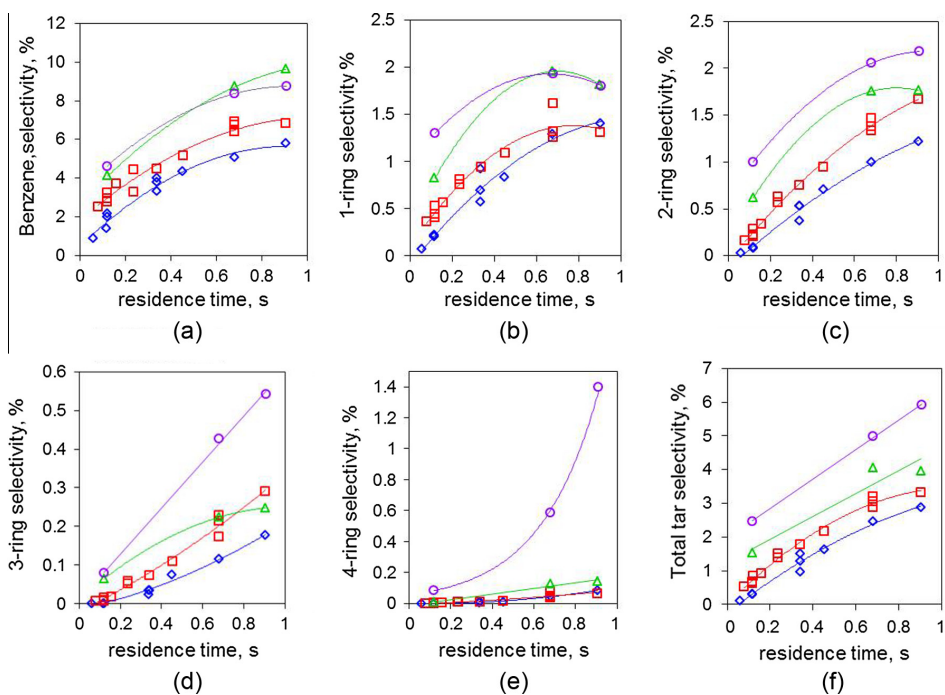 Benzene,selectivity, %
12
10
8
6
4
2
0
0 0.2 0.4 0.6 0.8 1
residence time, s
(a)
1-ring selectivity %
2.5
2
1.5
1
0.5
0
0 0.2 0.4 0.6 0.8 1
residence time, s
(b)
2-ring selectivity, %
2.5
2
1.5
1
0.5
0
0 0.2 0.4 0.6 0.8 1
residence time, s
(c)
3-ring selectivity, %
0.6
0.5
0.4
0.3
0.2
0.1
0
0 0.2 0.4 0.6 0.8 1
residence time, s
(d)
4-ring selectivity, %
1.4
1.2
1
0.8
0.6
0.4
0.2
0
0 0.2 0.4 0.6 0.8 1
residence time, s
(e)
Total tar selectivity, %
7
6
5
4
3
2
1
0
0 0.2 0.4 0.6 0.8 1
residence time, s
(f)